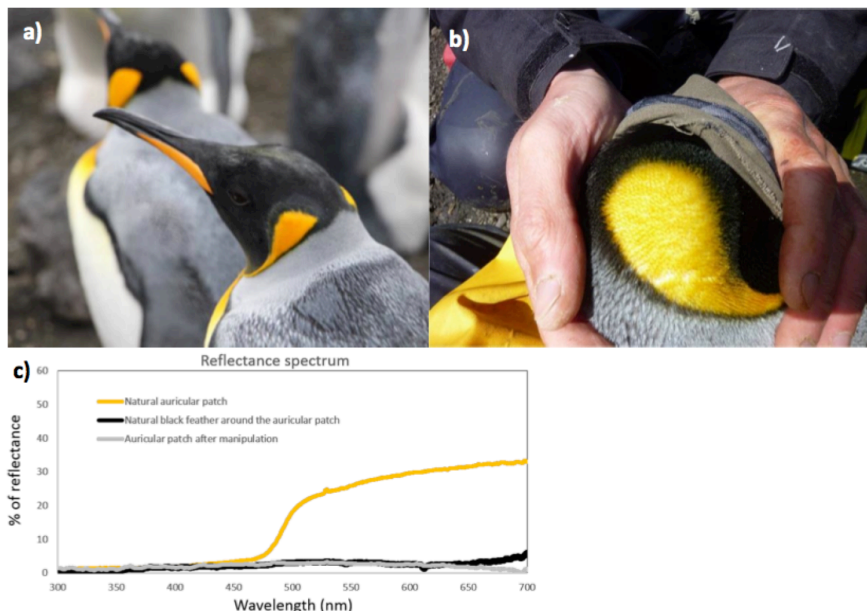 a)
b)
c)
Reflectance spectrum
60
50
40
30
20
10
0
% of reflectance
Natural auricular patch
Natural black feather around the auricular patch
Auricular patch after manipulation
300 350 400 450 500 550 600 650 700
Wavelength (nm)